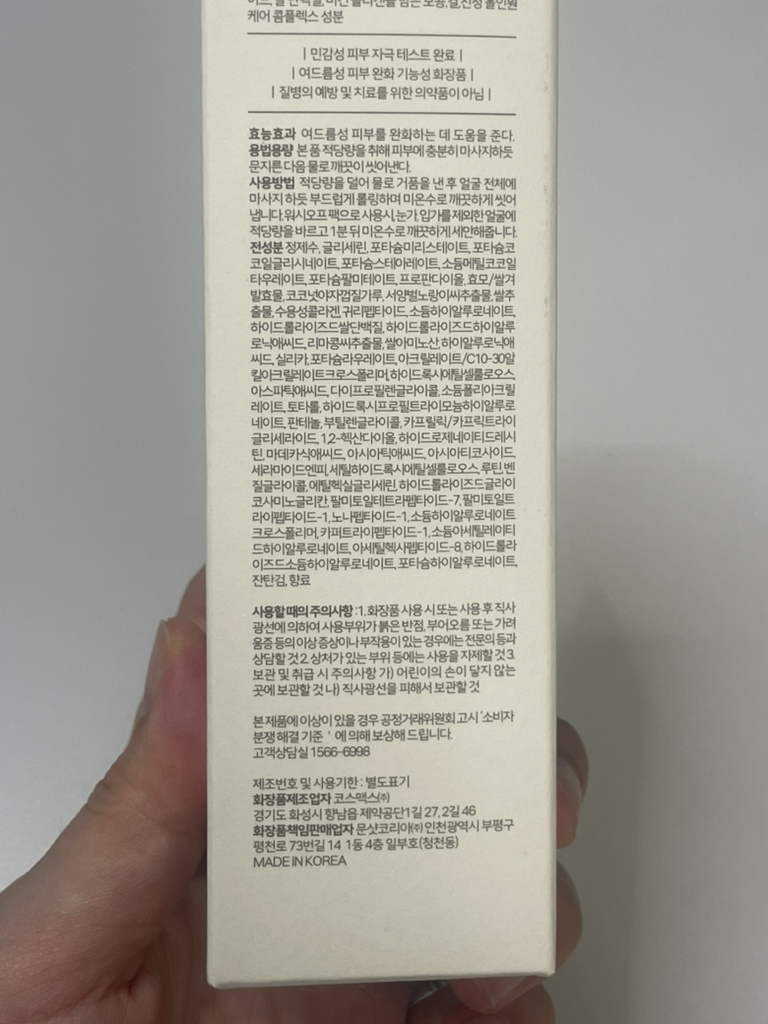 케어 콤플렉스 성분
| 민감성 피부 자극 테스트 완료 |
| 여드름성 피부 완화 기능성 화장품 |
| 질병의 예방 및 치료를 위한 의약품이 아님 |
효능효과 여드름성 피부를 완화하는 데 도움을 준다.
용법용량 본 품 적당량을 취해 피부에 충분히 마사지하듯
문지른 다음 물로 깨끗이 씻어낸다.
사용방법 적당량을 덜어 물로 거품을 낸 후 얼굴 전체에
마사지 하듯 부드럽게 롤링하며 미온수로 깨끗하게 씻어
냅니다. 워시오프 팩으로 사용시, 눈가, 입가를 제외한 얼굴에
적당량을 바르고 1분 뒤 미온수로 깨끗하게 세안해줍니다.
전성분 정제수, 글리세린, 포타슘미리스테이트, 포타슘코
코일글리시네이트, 포타슘스테아레이트, 소듐메틸코코일
타우레이트, 포타슘팔미테이트, 프로판다이올, 효모/쌀겨
발효물, 코코넛야자껍질가루, 서양벌노랑이씨추출물, 쌀추
출물, 수용성콜라겐, 귀리펩타이드, 소듐하이알루로네이트,
하이드롤라이즈드쌀단백질, 하이드롤라이즈드하이알루
로닉애씨드, 리마콩씨추출물, 쌀아미노산, 하이알루로닉애
씨드, 실리카, 포타슘라우레이트, 아크릴레이트/C10-30알
킬아크릴레이트크로스폴리머, 하이드록시에틸셀룰로오스,
아스파틱애씨드, 다이프로필렌글라이콜, 소듐폴리아크릴
레이트, 토타롤, 하이드록시프로필트라이모늄하이알루로
네이트, 판테놀, 부틸렌글라이콜, 카프릴릭/카프릭트라이
글리세라이드, 1,2-헥산다이올, 하이드로제네이티드레시
틴, 마데카식애씨드, 아시아틱애씨드, 아시아티코사이드,
세라마이드엔피, 세틸하이드록시에틸셀룰로오스, 루틴, 벤
질글라이콜, 에틸헥실글리세린, 하이드롤라이즈드글라이
코사미노글리칸, 팔미토일테트라펩타이드-7, 팔미토일트
라이펩타이드-1, 노나펩타이드-1, 소듐하이알루로네이트
크로스폴리머, 카퍼트라이펩타이드-1, 소듐아세틸레이티
드하이알루로네이트, 아세틸헥사펩타이드-8, 하이드롤라
이즈드소듐하이알루로네이트, 포타슘하이알루로네이트,
잔탄검, 향료
사용할 때의 주의사항 : 1. 화장품 사용 시 또는 사용 후 직사
광선에 의하여 사용부위가 붉은 반점, 부어오름 또는 가려
움증 등의 이상 증상이나 부작용이 있는 경우에는 전문의 등과
상담할 것 2. 상처가 있는 부위 등에는 사용을 자제할 것 3.
보관 및 취급 시 주의사항 가) 어린이의 손이 닿지 않는
곳에 보관할 것 나) 직사광선을 피해서 보관할 것
본 제품에 이상이 있을 경우 공정거래위원회 고시 '소비자
분쟁 해결 기준 ' 에 의해 보상해 드립니다.
고객상담실 1566-6998
제조번호 및 사용기한 : 별도표기
화장품제조업자 코스맥스㈜
경기도 화성시 향남읍 제약공단1길 27, 2길 46
화장품책임판매업자 문샷코리아㈜ 인천광역시 부평구
평천로 73번길 14 1동 4층 일부호(청천동)
MADE IN KOREA